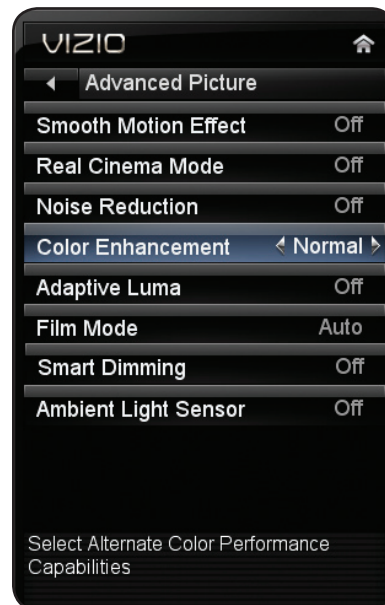 VIZIO
Advanced Picture
Smooth Motion Effect Off
Real Cinema Mode Off
Noise Reduction Off
Color Enhancement Normal
Adaptive Luma Off
Film Mode Auto
Smart Dimming Off
Ambient Light Sensor Off
Select Alternate Color Performance
Capabilities